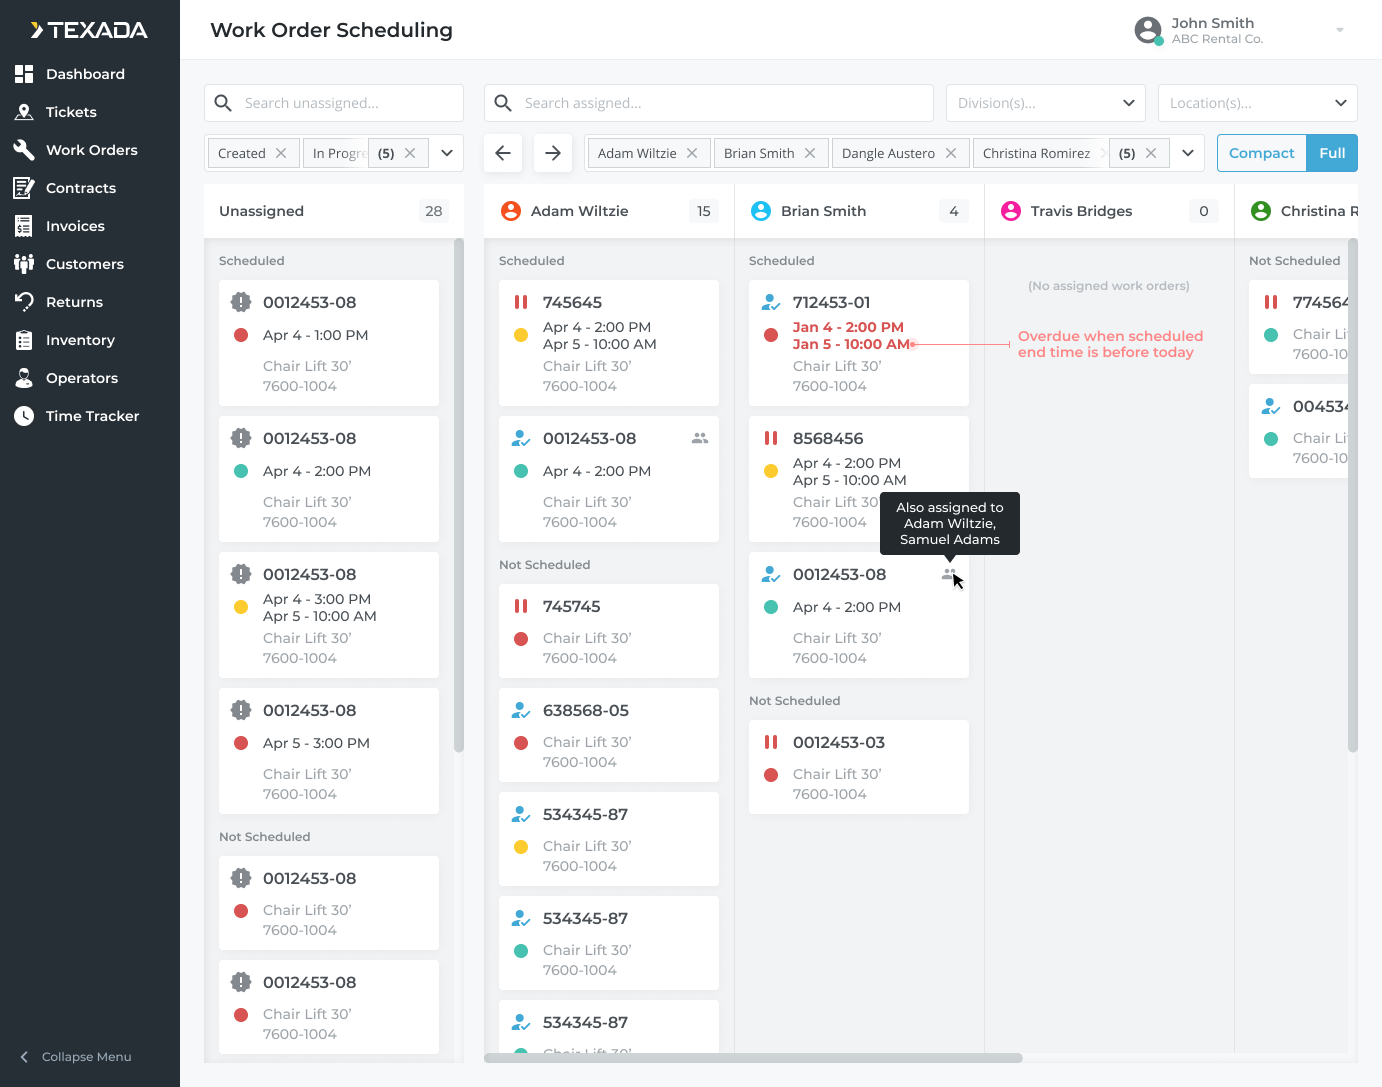 TEXADA
Dashboard
Tickets
Work Orders
Contracts
Invoices
Customers
Returns
Inventory
Operators
Time Tracker
Collapse Menu
Work Order Scheduling
John Smith
ABC Rental Co.
Search unassigned...
Search assigned...
Division(s)...
Location(s)...
Created
In Progre
(5)
Adam Wiltzie
Brian Smith
Dangle Austero
Christina Romirez
(5)
Compact
Full
Unassigned
28
Scheduled
0012453-08
Apr 4 - 1:00 PM
Chair Lift 30’
7600-1004
0012453-08
Apr 4 - 2:00 PM
Chair Lift 30’
7600-1004
0012453-08
Apr 4 - 3:00 PM
Apr 5 - 10:00 AM
Chair Lift 30’
7600-1004
0012453-08
Apr 5 - 3:00 PM
Chair Lift 30’
7600-1004
Not Scheduled
0012453-08
Chair Lift 30’
7600-1004
0012453-08
Chair Lift 30’
7600-1004
Adam Wiltzie
15
Scheduled
745645
Apr 4 - 2:00 PM
Apr 5 - 10:00 AM
Chair Lift 30’
7600-1004
0012453-08
Apr 4 - 2:00 PM
Chair Lift 30’
7600-1004
Not Scheduled
745745
Chair Lift 30’
7600-1004
638568-05
Chair Lift 30’
7600-1004
534345-87
Chair Lift 30’
7600-1004
534345-87
Chair Lift 30’
7600-1004
534345-87
Chair Lift 30’
Brian Smith
4
Scheduled
712453-01
Jan 4 - 2:00 PM
Jan 5 - 10:00 AM
Chair Lift 30’
7600-1004
8568456
Apr 4 - 2:00 PM
Apr 5 - 10:00 AM
Chair Lift 30’
7600-1004
Also assigned to
Adam Wiltzie,
Samuel Adams
0012453-08
Apr 4 - 2:00 PM
Chair Lift 30’
7600-1004
Not Scheduled
0012453-03
Chair Lift 30’
7600-1004
Travis Bridges
0
(No assigned work orders)
Overdue when scheduled
end time is before today
Christina R
Not Scheduled
774564
Chair Li
7600-10
004534
Chair Li
7600-10